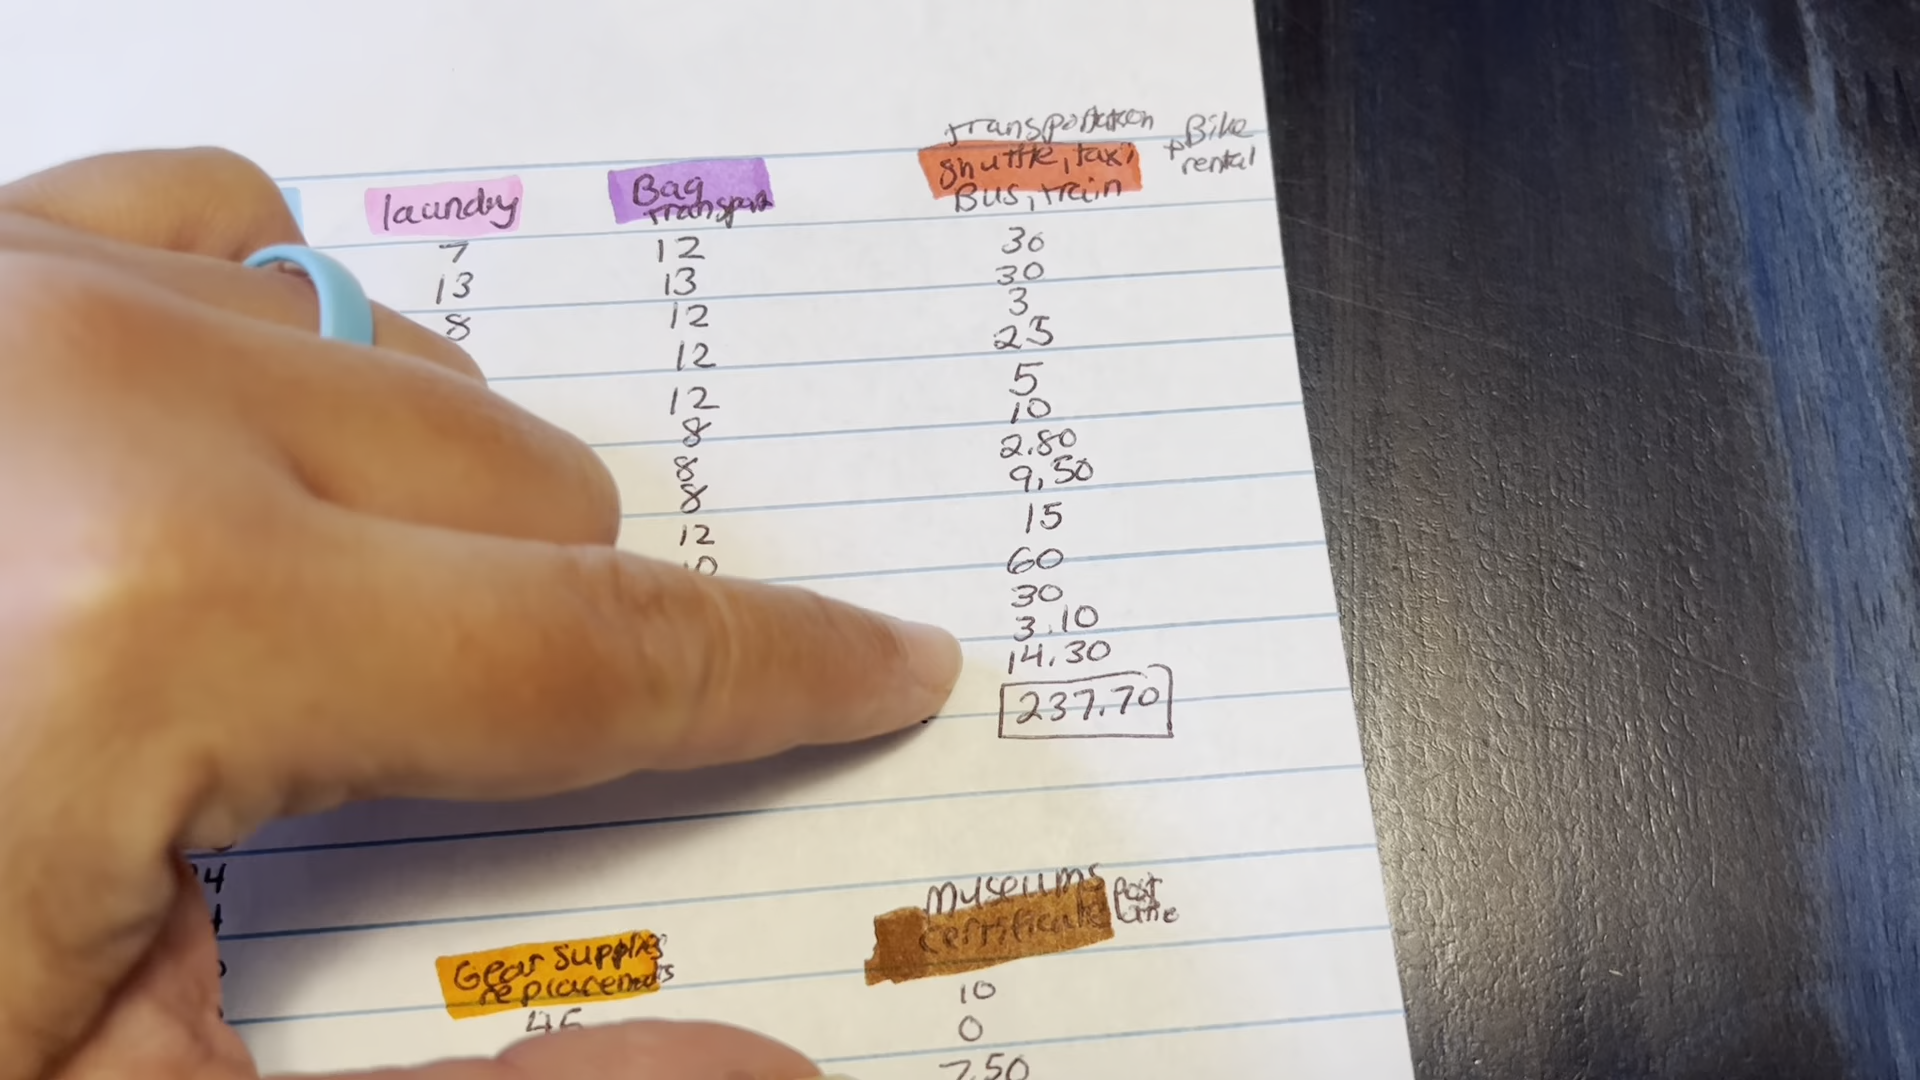 transportation + Bike
shuttle, taxi rental
Bus, train
laundry Bag
transport
7 12 30
13 13 30
8 12 3
12 25
12 5
8 10
8 2.80
8 9.50
12 15
10 60
30
3.10
14.30
237.70
4
Museums Post
certificate
Gear supplies
replacements
10
46 0
7.50